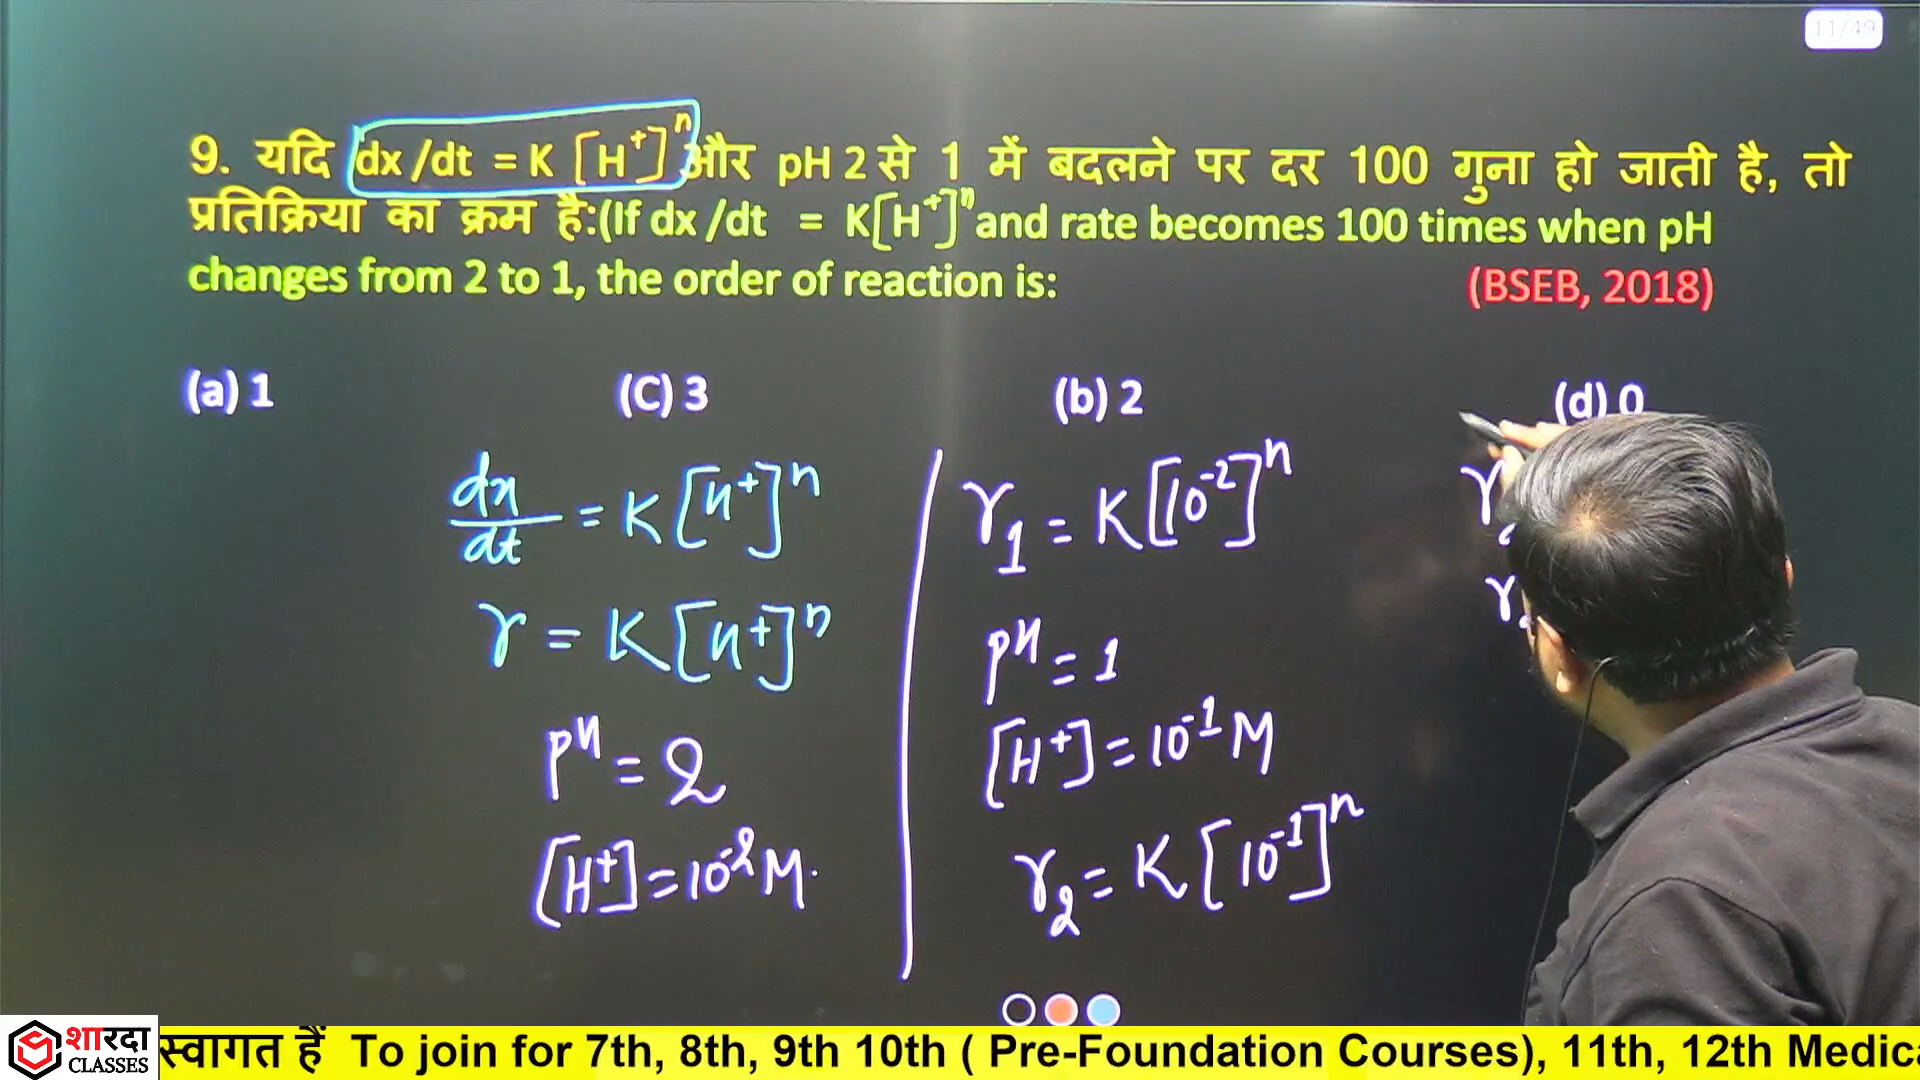 11/49
9. यदि dx/dt = K [H⁺]ⁿ और pH 2 से 1 में बदलने पर दर 100 गुना हो जाती है, तो
प्रतिक्रिया का क्रम है:(If dx/dt = K[H⁺]ⁿ and rate becomes 100 times when pH
changes from 2 to 1, the order of reaction is: (BSEB, 2018)
(a) 1 (C) 3 (b) 2 (d) 0
dx/dt = K[H⁺]ⁿ
r = K[H⁺]ⁿ
pH = 2
[H⁺] = 10⁻²M.
r₁ = K[10⁻²]ⁿ
pH = 1
[H⁺] = 10⁻¹M
r₂ = K[10⁻¹]ⁿ
r
r
शारदा
CLASSES
स्वागत हैं To join for 7th, 8th, 9th 10th ( Pre-Foundation Courses), 11th, 12th